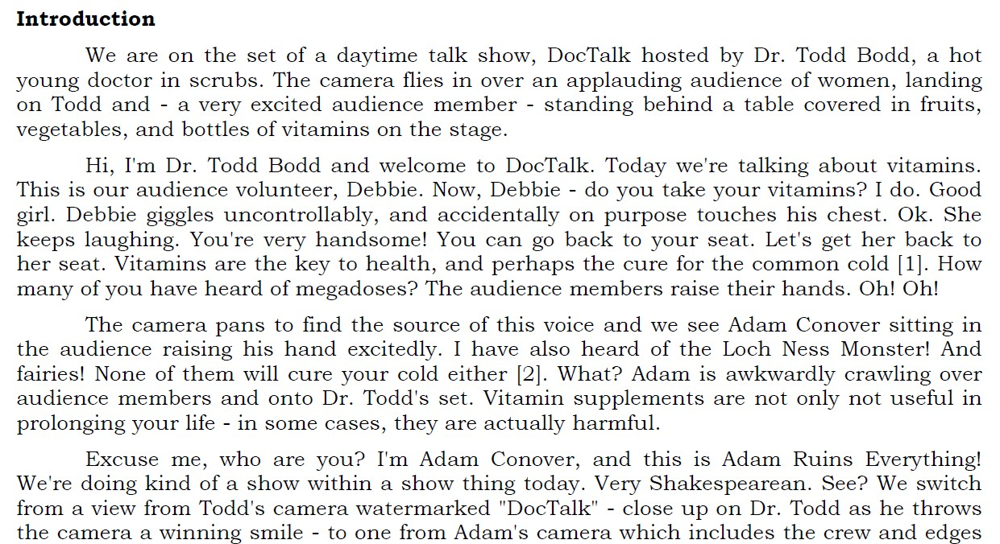 Introduction
We are on the set of a daytime talk show, DocTalk hosted by Dr. Todd Bodd, a hot
young doctor in scrubs. The camera flies in over an applauding audience of women, landing
on Todd and - a very excited audience member - standing behind a table covered in fruits,
vegetables, and bottles of vitamins on the stage.
Hi, I'm Dr. Todd Bodd and welcome to DocTalk. Today we're talking about vitamins.
This is our audience volunteer, Debbie. Now, Debbie - do you take your vitamins? I do. Good
girl. Debbie giggles uncontrollably, and accidentally on purpose touches his chest. Ok. She
keeps laughing. You're very handsome! You can go back to your seat. Let's get her back to
her seat. Vitamins are the key to health, and perhaps the cure for the common cold [1]. How
many of you have heard of megadoses? The audience members raise their hands. Oh! Oh!
The camera pans to find the source of this voice and we see Adam Conover sitting in
the audience raising his hand excitedly. I have also heard of the Loch Ness Monster! And
fairies! None of them will cure your cold either [2]. What? Adam is awkwardly crawling over
audience members and onto Dr. Todd's set. Vitamin supplements are not only not useful in
prolonging your life - in some cases, they are actually harmful.
Excuse me, who are you? I'm Adam Conover, and this is Adam Ruins Everything!
We're doing kind of a show within a show thing today. Very Shakespearean. See? We switch
from a view from Todd's camera watermarked "DocTalk" - close up on Dr. Todd as he throws
the camera a winning smile - to one from Adam's camera which includes the crew and edges